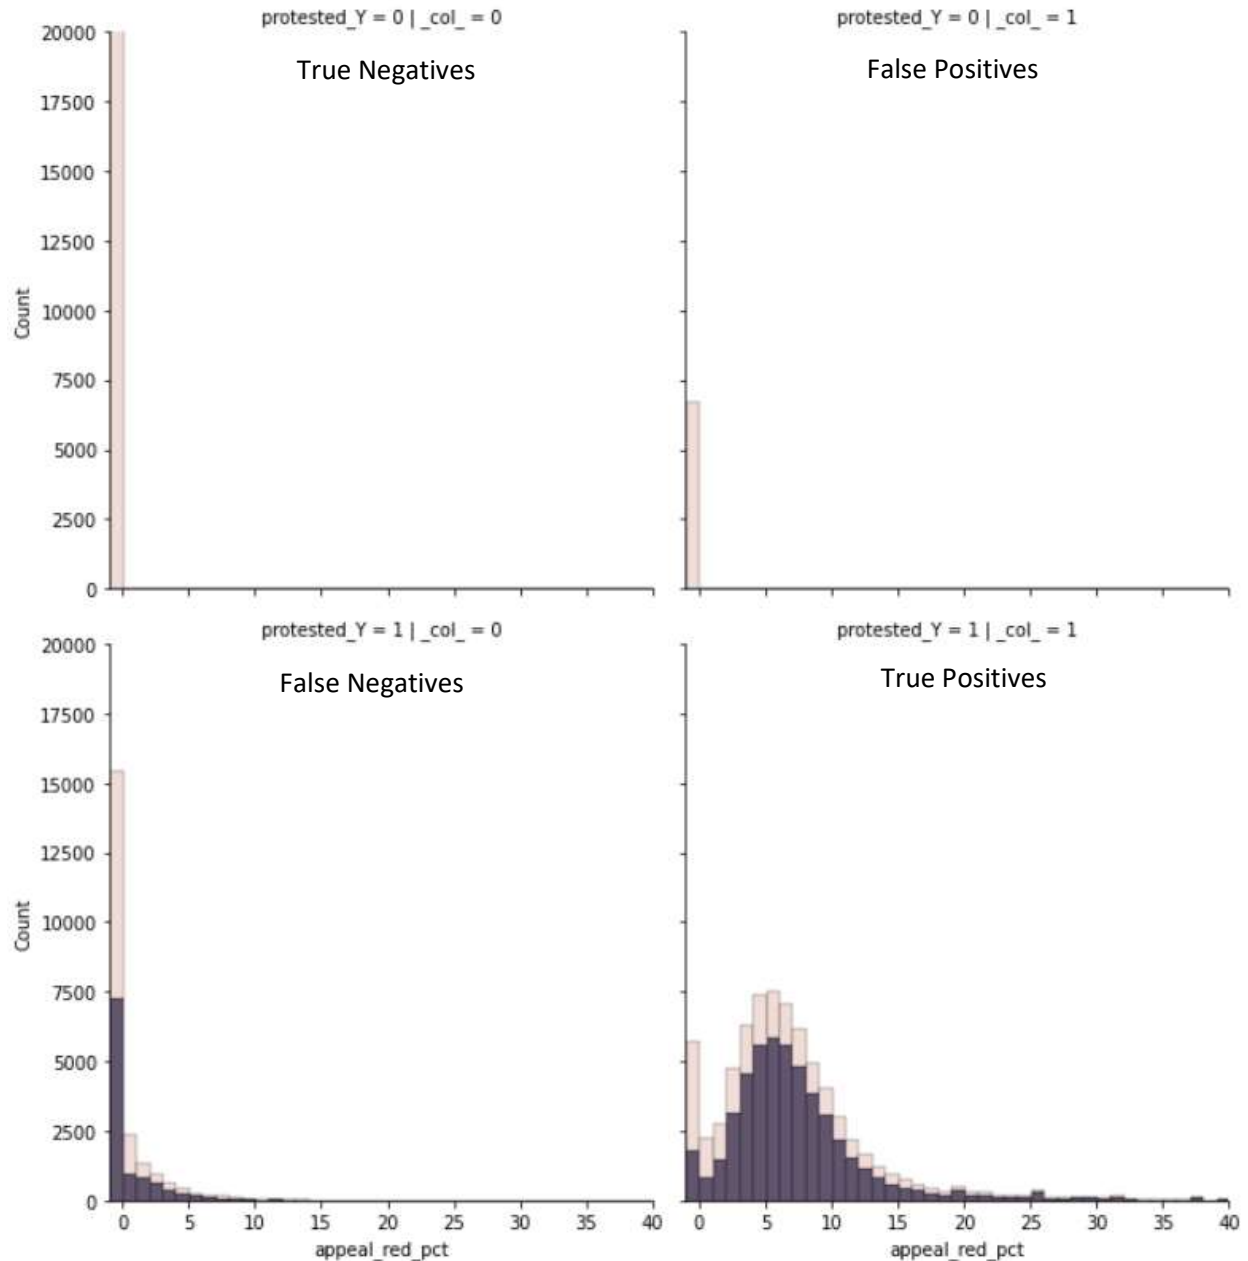 protested_Y = 0 | _col_ = 0
protested_Y = 0 | _col_ = 1
True Negatives
False Positives
20000
17500
15000
12500
10000
7500
5000
2500
0
Count
protested_Y = 1 | _col_ = 0
protested_Y = 1 | _col_ = 1
False Negatives
True Positives
20000
17500
15000
12500
10000
7500
5000
2500
0
Count
0 5 10 15 20 25 30 35 40
0 5 10 15 20 25 30 35 40
appeal_red_pct
appeal_red_pct